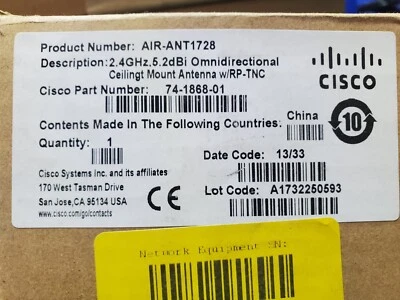 Product Number: AIR-ANT1728
Description: 2.4GHz,5.2dBi Omnidirectional
Ceilingt Mount Antenna w/RP-TNC
CISCO
Cisco Part Number: 74-1868-01
Contents Made In The Following Countries: China
10
Quantity: 1
Date Code: 13/33
Cisco Systems Inc. and its affiliates
170 West Tasman Drive
San Jose,CA 95134 USA
www.cisco.com/go/contacts
CE
Lot Code: A1732250593
Network Equipment SN: